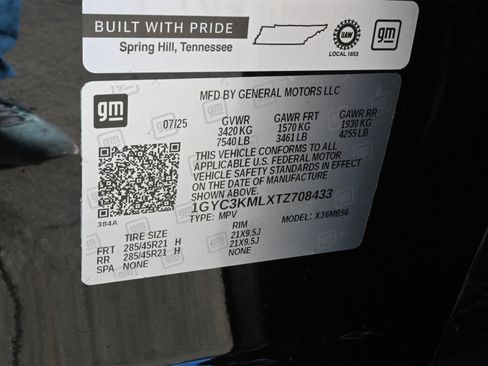 BUILT WITH PRIDE
Spring Hill, Tennessee
UAW
LOCAL 1853
gm
MFD BY GENERAL MOTORS LLC
gm
07/25 GVWR GAWR FRT GAWR RR
3420 KG 1570 KG 1930 KG
7540 LB 3461 LB 4255 LB
THIS VEHICLE CONFORMS TO ALL
APPLICABLE U.S. FEDERAL MOTOR
VEHICLE SAFETY STANDARDS IN EFFECT
ON THE DATE OF MANUFACTURE
SHOWN ABOVE.
1GYC3KMLXTZ708433
TYPE: MPV MODEL: X36MB56
384A
TIRE SIZE RIM
FRT 285/45R21 H 21X9.5J
RR 285/45R21 H 21X9.5J
SPA NONE NONE